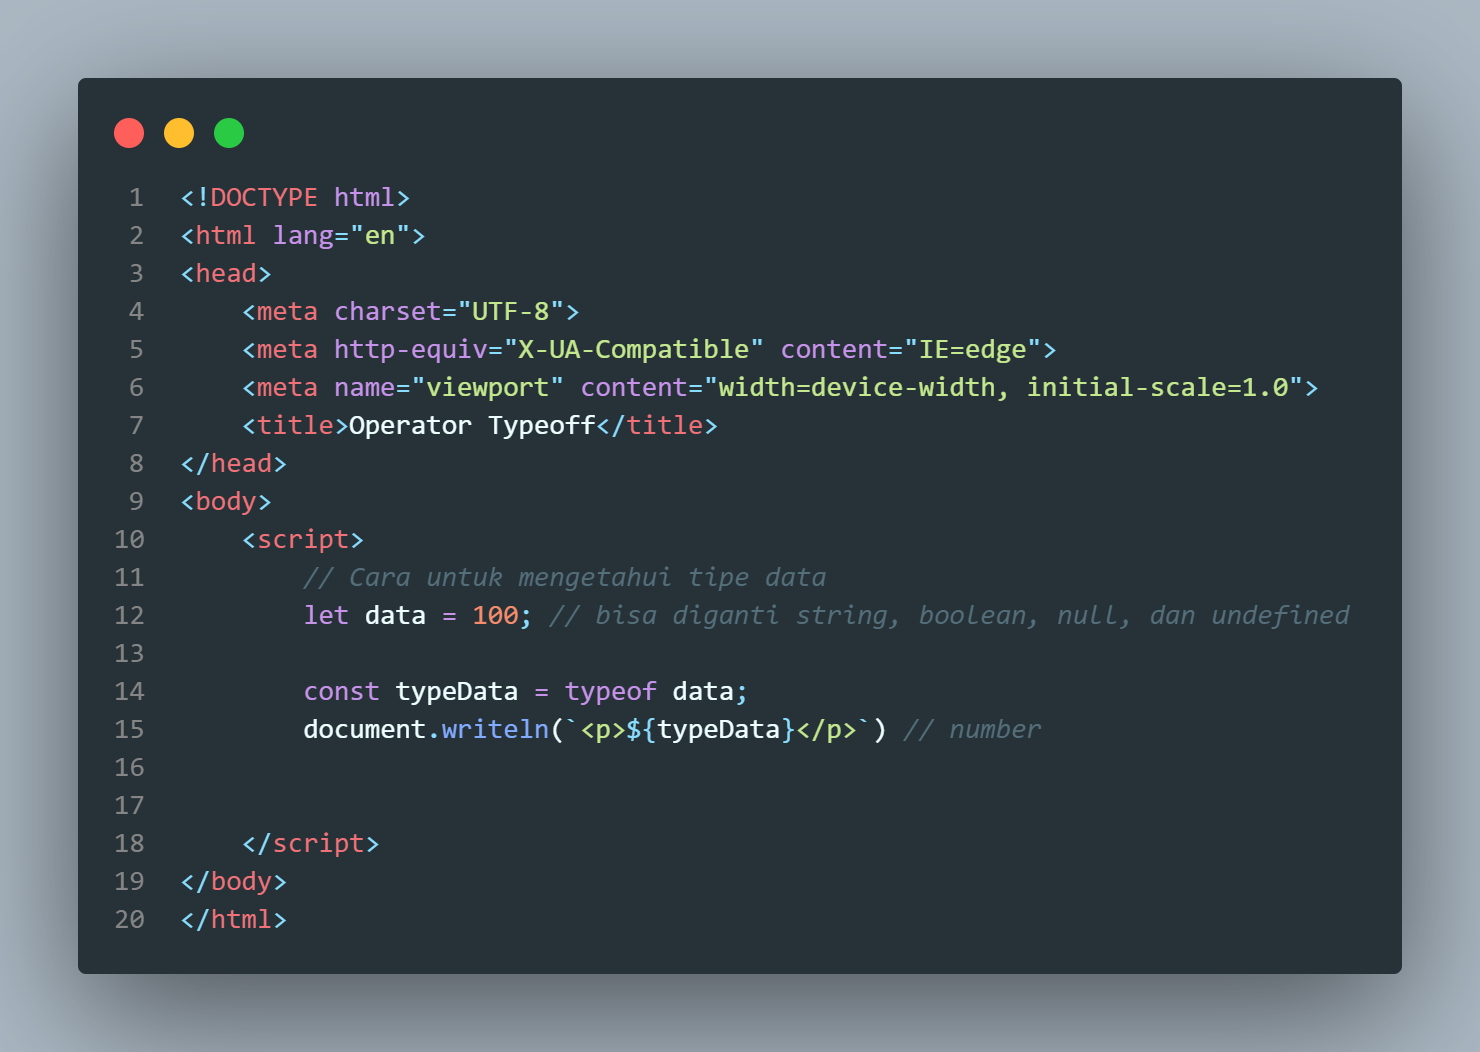 1 <!DOCTYPE html>
2 <html lang="en">
3 <head>
4     <meta charset="UTF-8">
5     <meta http-equiv="X-UA-Compatible" content="IE=edge">
6     <meta name="viewport" content="width=device-width, initial-scale=1.0">
7     <title>Operator Typeoff</title>
8 </head>
9 <body>
10     <script>
11         // Cara untuk mengetahui tipe data
12         let data = 100; // bisa diganti string, boolean, null, dan undefined
13
14         const typeData = typeof data;
15         document.writeln(`<p>${typeData}</p>`) // number
16
17
18     </script>
19 </body>
20 </html>